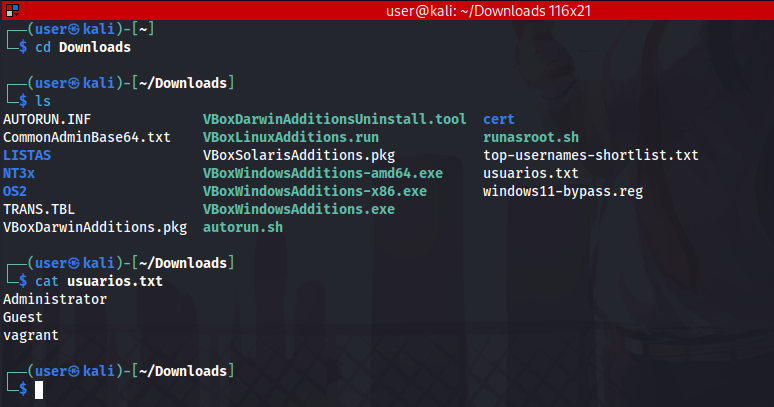 user@kali: ~/Downloads 116x21
┌──(user㉿kali)-[~]
└─$ cd Downloads
┌──(user㉿kali)-[~/Downloads]
└─$ ls
AUTORUN.INF VBoxDarwinAdditionsUninstall.tool cert
CommonAdminBase64.txt VBoxLinuxAdditions.run runasroot.sh
LISTAS VBoxSolarisAdditions.pkg top-usernames-shortlist.txt
NT3x VBoxWindowsAdditions-amd64.exe usuarios.txt
OS2 VBoxWindowsAdditions-x86.exe windows11-bypass.reg
TRANS.TBL VBoxWindowsAdditions.exe
VBoxDarwinAdditions.pkg autorun.sh
┌──(user㉿kali)-[~/Downloads]
└─$ cat usuarios.txt
Administrator
Guest
vagrant
┌──(user㉿kali)-[~/Downloads]
└─$